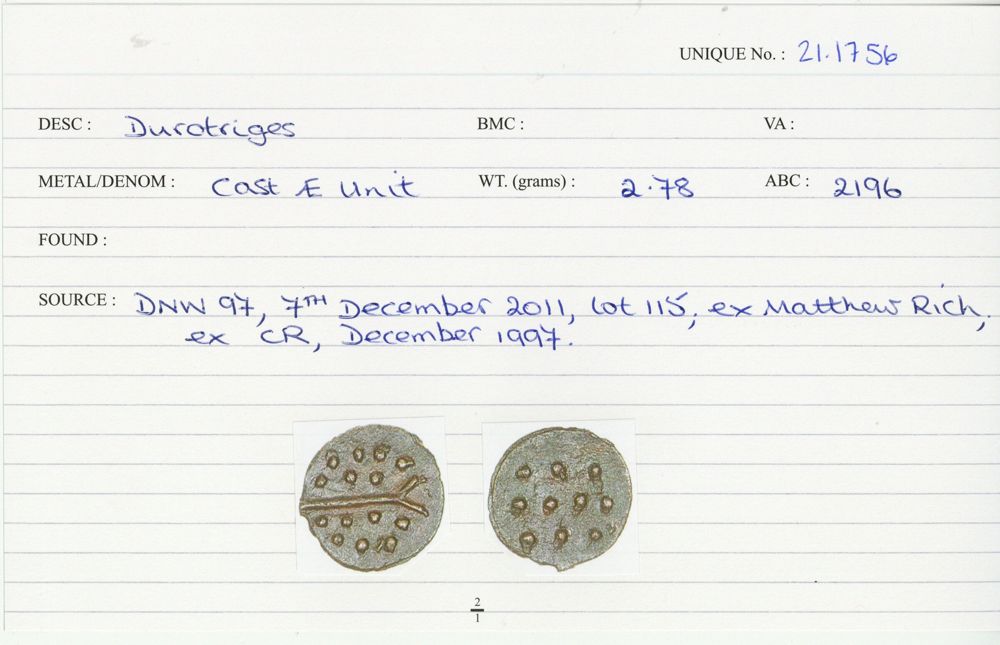 UNIQUE No. : 21.1756
DESC : Durotriges BMC : VA :
METAL/DENOM : Cast Æ Unit WT. (grams) : 2.78 ABC : 2196
FOUND :
SOURCE : DNW 97, 7TH December 2011, lot 115, ex Matthew Rich,
ex CR, December 1997.
2
1